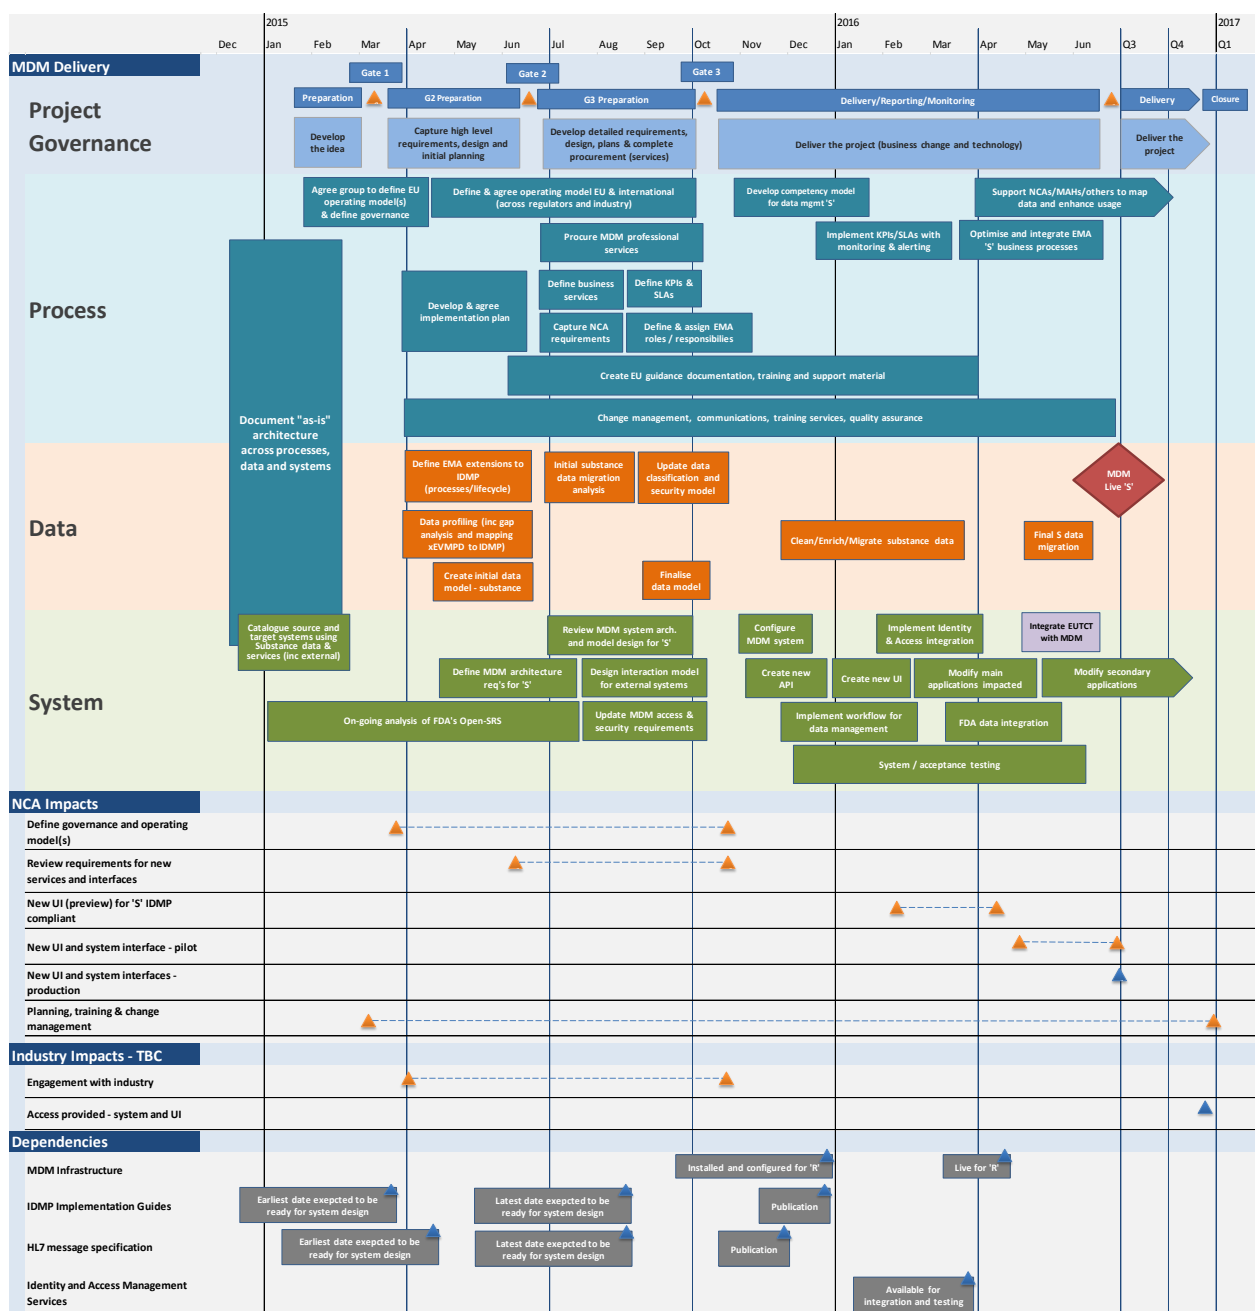 2015
2016
2017
Dec
Jan
Feb
Mar
Apr
May
Jun
Jul
Aug
Sep
Oct
Nov
Dec
Jan
Feb
Mar
Apr
May
Jun
Q3
Q4
Q1
MDM Delivery
Project
Governance
Gate 1
Gate 2
Gate 3
Preparation
G2 Preparation
G3 Preparation
Delivery/Reporting/Monitoring
Delivery
Closure
Develop
the idea
Capture high level
requirements, design and
initial planning
Develop detailed requirements,
design, plans & complete
procurement (services)
Deliver the project (business change and technology)
Deliver the
project
Process
Agree group to define EU
operating model(s)
& define governance
Define & agree operating model EU & international
(across regulators and industry)
Develop competency model
for data mgmt 'S'
Support NCAs/MAHs/others to map
data and enhance usage
Procure MDM professional
services
Implement KPIs/SLAs with
monitoring & alerting
Optimise and integrate EMA
'S' business processes
Develop & agree
implementation plan
Define business
services
Define KPIs &
SLAs
Capture NCA
requirements
Define & assign EMA
roles / responsibilies
Create EU guidance documentation, training and support material
Change management, communications, training services, quality assurance
Document "as-is"
architecture
across processes,
data and systems
Data
Define EMA extensions to
IDMP
(processes/lifecycle)
Initial substance
data migration
analysis
Update data
classification and
security model
MDM
Live 'S'
Data profiling (inc gap
analysis and mapping
xEVMPD to IDMP)
Clean/Enrich/Migrate substance data
Final S data
migration
Create initial data
model - substance
Finalise
data model
System
Catalogue source and
target systems using
Substance data &
services (inc external)
Review MDM system arch.
and model design for 'S'
Configure
MDM system
Implement Identity
& Access integration
Integrate EUTCT
with MDM
Define MDM architecture
req's for 'S'
Design interaction model
for external systems
Create new
API
Create new UI
Modify main
applications impacted
Modify secondary
applications
On-going analysis of FDA's Open-SRS
Update MDM access &
security requirements
Implement workflow for
data management
FDA data integration
System / acceptance testing
NCA Impacts
Define governance and operating
model(s)
Review requirements for new
services and interfaces
New UI (preview) for 'S' IDMP
compliant
New UI and system interface - pilot
New UI and system interfaces -
production
Planning, training & change
management
Industry Impacts - TBC
Engagement with industry
Access provided - system and UI
Dependencies
MDM Infrastructure
Installed and configured for 'R'
Live for 'R'
IDMP Implementation Guides
Earliest date exepcted to be
ready for system design
Latest date exepcted to be
ready for system design
Publication
HL7 message specification
Earliest date exepcted to be
ready for system design
Latest date exepcted to be
ready for system design
Publication
Identity and Access Management
Services
Available for
integration and testing